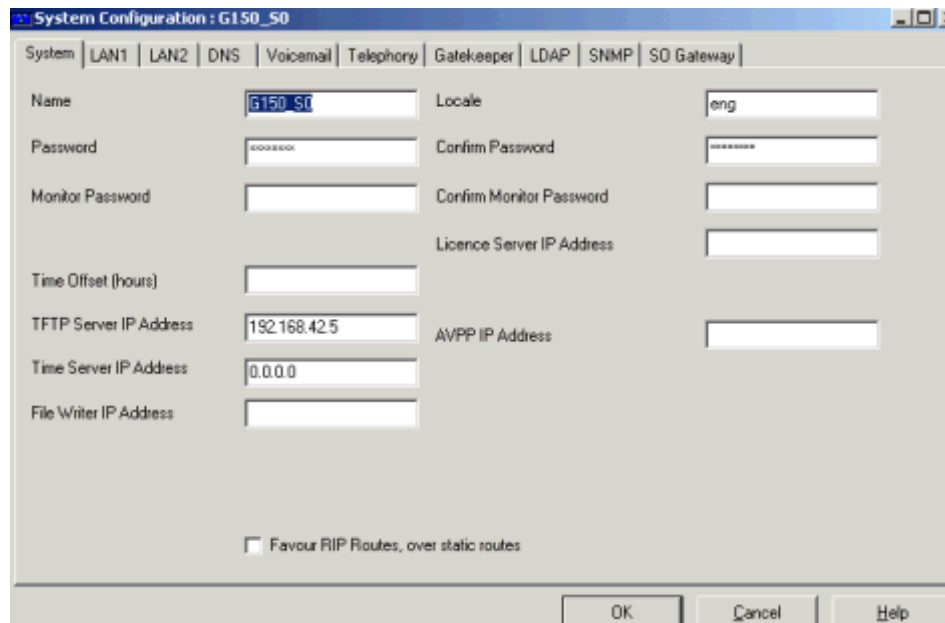 System Configuration : G150_S0
System LAN1 LAN2 DNS Voicemail Telephony Gatekeeper LDAP SNMP SO Gateway
Name G150_S0 Locale eng
Password xxxxxxxx Confirm Password xxxxxxxx
Monitor Password Confirm Monitor Password
Licence Server IP Address
Time Offset (hours)
TFTP Server IP Address 192.168.42.5 AVPP IP Address
Time Server IP Address 0.0.0.0
File Writer IP Address
Favour RIP Routes, over static routes
OK Cancel Help